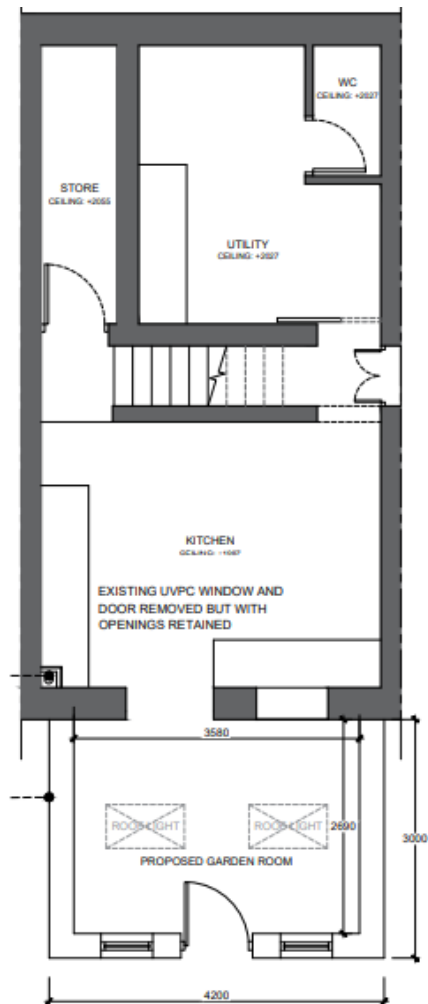 WC
CEILING: +2027
STORE
CEILING: +2055
UTILITY
CEILING: +2027
KITCHEN
EXISTING UVPC WINDOW AND
DOOR REMOVED BUT WITH
OPENINGS RETAINED
3580
ROOFLIGHT ROOFLIGHT
2690
3000
PROPOSED GARDEN ROOM
4200